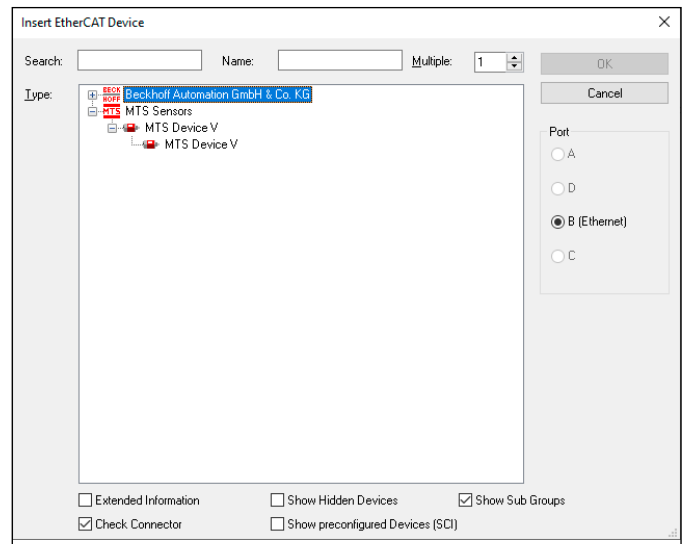 Insert EtherCAT Device
Search: Name: Multiple: 1 OK
Type: Cancel
BECK HOFF Beckhoff Automation GmbH & Co. KG
MTS MTS Sensors
MTS Device V
MTS Device V
Port
A
D
B (Ethernet)
C
Extended Information Show Hidden Devices Show Sub Groups
Check Connector Show preconfigured Devices (SCI)